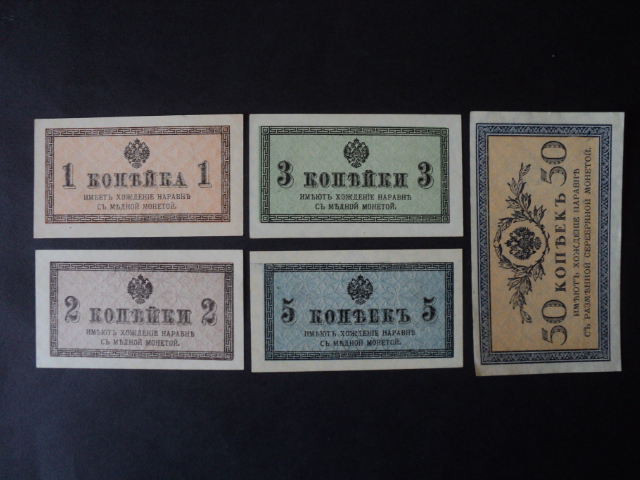 1 КОПѢЙКА 1
ИМѢЕТЪ ХОЖДЕНІЕ НАРАВНѢ
СЪ МѢДНОЙ МОНЕТОЙ.
3 КОПѢЙКИ 3
ИМѢЮТЪ ХОЖДЕНІЕ НАРАВНѢ
СЪ МѢДНОЙ МОНЕТОЙ.
2 КОПѢЙКИ 2
ИМѢЮТЪ ХОЖДЕНІЕ НАРАВНѢ
СЪ МѢДНОЙ МОНЕТОЙ.
5 КОПѢЕКЪ 5
ИМѢЮТЪ ХОЖДЕНІЕ НАРАВНѢ
СЪ МѢДНОЙ МОНЕТОЙ.
50 КОПѢЕКЪ 50
ИМѢЮТЪ ХОЖДЕНІЕ НАРАВНѢ
СЪ РАЗМѢННОЙ СЕРЕБРЯНОЙ МОНЕТОЙ.